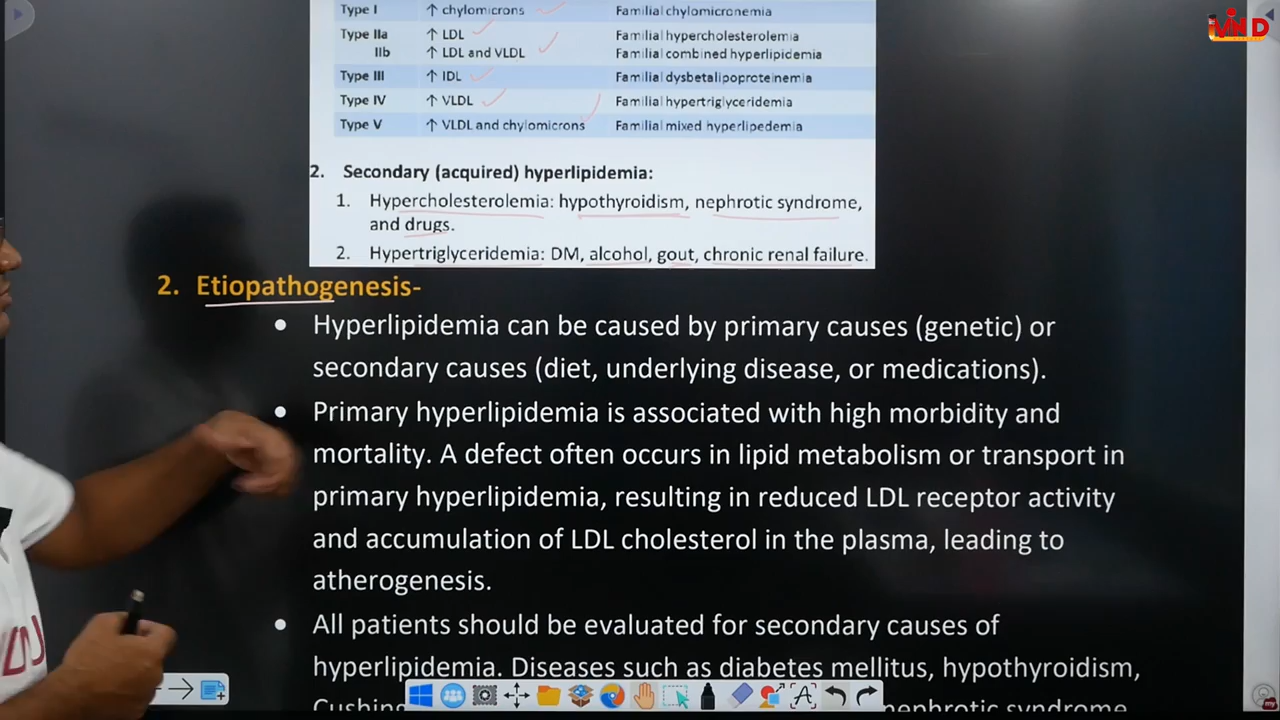 Type I ↑ chylomicrons Familial chylomicronemia
Type IIa ↑ LDL Familial hypercholesterolemia
IIb ↑ LDL and VLDL Familial combined hyperlipidemia
Type III ↑ IDL Familial dysbetalipoproteinemia
Type IV ↑ VLDL Familial hypertriglyceridemia
Type V ↑ VLDL and chylomicrons Familial mixed hyperlipedemia
2. Secondary (acquired) hyperlipidemia:
1. Hypercholesterolemia: hypothyroidism, nephrotic syndrome,
and drugs.
2. Hypertriglyceridemia: DM, alcohol, gout, chronic renal failure.
2. Etiopathogenesis-
• Hyperlipidemia can be caused by primary causes (genetic) or
secondary causes (diet, underlying disease, or medications).
• Primary hyperlipidemia is associated with high morbidity and
mortality. A defect often occurs in lipid metabolism or transport in
primary hyperlipidemia, resulting in reduced LDL receptor activity
and accumulation of LDL cholesterol in the plasma, leading to
atherogenesis.
• All patients should be evaluated for secondary causes of
hyperlipidemia. Diseases such as diabetes mellitus, hypothyroidism,
Cushing nephrotic syndrome
VND